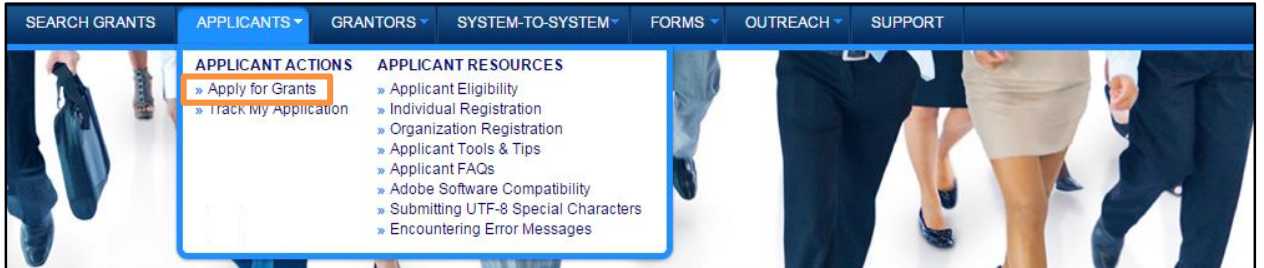 SEARCH GRANTS APPLICANTS GRANTORS SYSTEM-TO-SYSTEM FORMS OUTREACH SUPPORT
APPLICANT ACTIONS
» Apply for Grants
» Track My Application
APPLICANT RESOURCES
» Applicant Eligibility
» Individual Registration
» Organization Registration
» Applicant Tools & Tips
» Applicant FAQs
» Adobe Software Compatibility
» Submitting UTF-8 Special Characters
» Encountering Error Messages